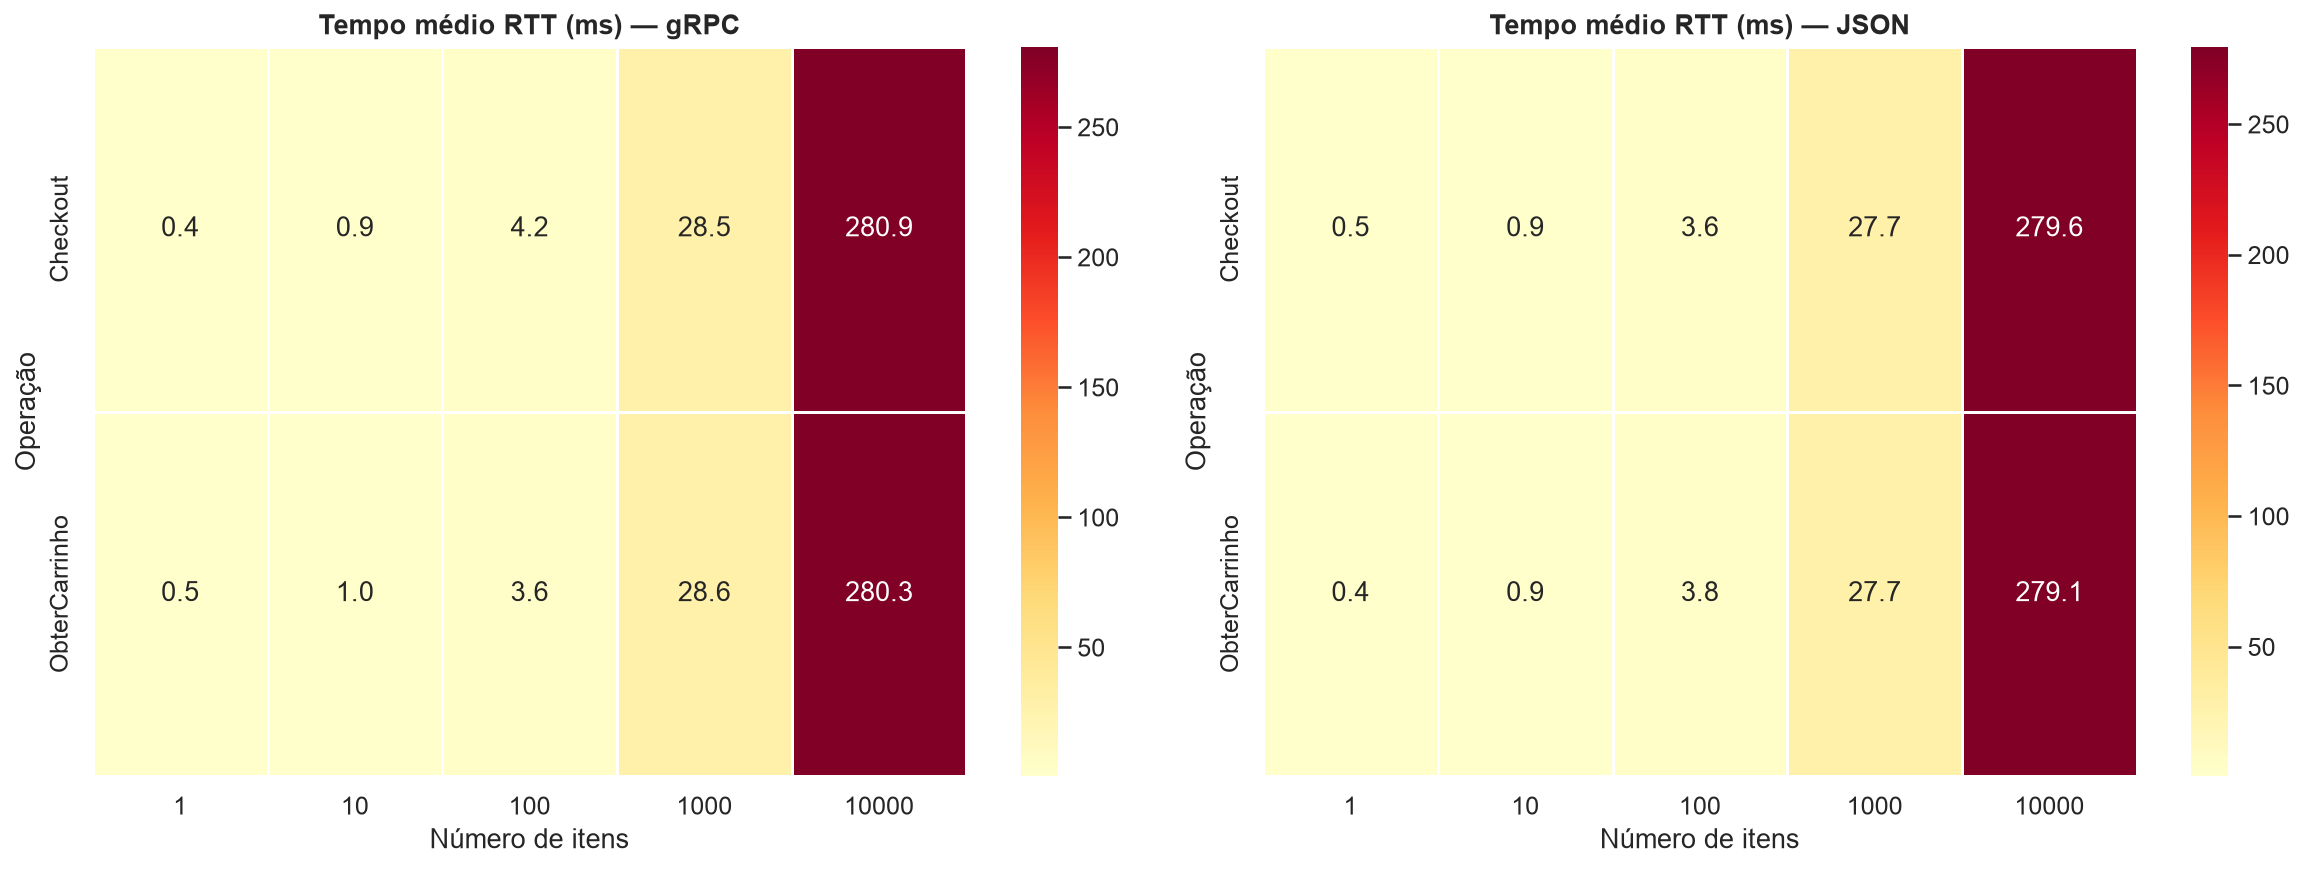 Tempo médio RTT (ms) — gRPC
Checkout
0.4 0.9 4.2 28.5 280.9
ObterCarrinho
0.5 1.0 3.6 28.6 280.3
Operação
1 10 100 1000 10000
Número de itens
250
200
150
100
50
Tempo médio RTT (ms) — JSON
Checkout
0.5 0.9 3.6 27.7 279.6
ObterCarrinho
0.4 0.9 3.8 27.7 279.1
Operação
1 10 100 1000 10000
Número de itens
250
200
150
100
50